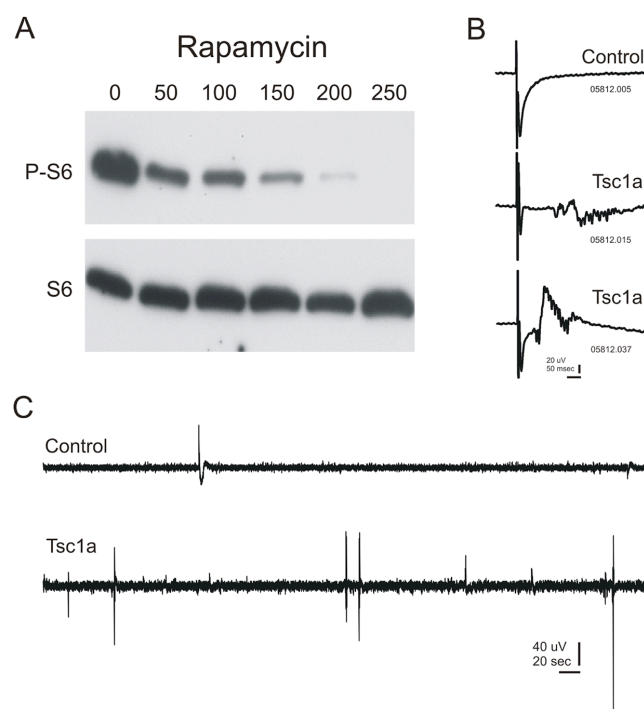 A
Rapamycin
0 50 100 150 200 250
P-S6
S6
B
Control
05812.005
Tsc1a
05812.015
Tsc1a
05812.037
20 uV
50 msec
C
Control
Tsc1a
40 uV
20 sec